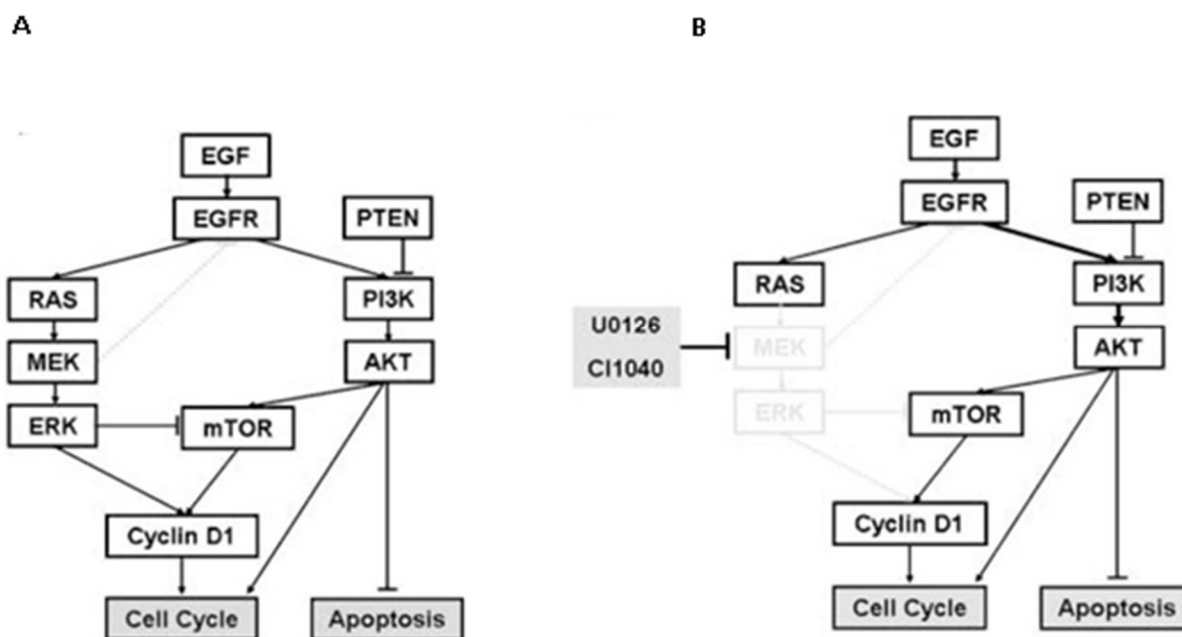 A
B
EGF
EGFR
PTEN
RAS
PI3K
MEK
AKT
ERK
mTOR
Cyclin D1
Cell Cycle
Apoptosis
EGF
EGFR
PTEN
RAS
PI3K
U0126
CI1040
MEK
AKT
ERK
mTOR
Cyclin D1
Cell Cycle
Apoptosis